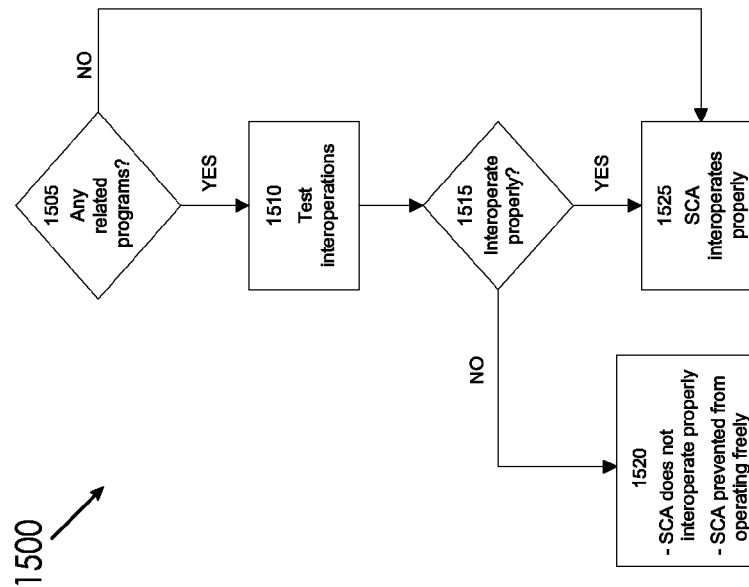 1500
1505
Any
related
programs?
NO
YES
1510
Test
interoperations
1515
Interoperate
properly?
NO
YES
1520
- SCA does not
interoperate properly
- SCA prevented from
operating freely
1525
SCA
interoperates
properly